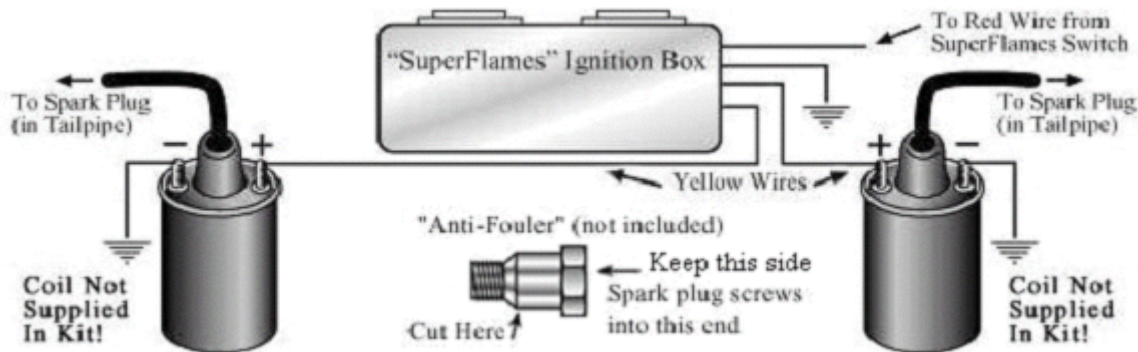 To Red Wire from
SuperFlames Switch
"SuperFlames" Ignition Box
To Spark Plug
(in Tailpipe)
To Spark Plug
(in Tailpipe)
− +
+ −
Yellow Wires
"Anti-Fouler" (not included)
Keep this side
Spark plug screws
into this end
Cut Here
Coil Not
Supplied
In Kit!
Coil Not
Supplied
In Kit!